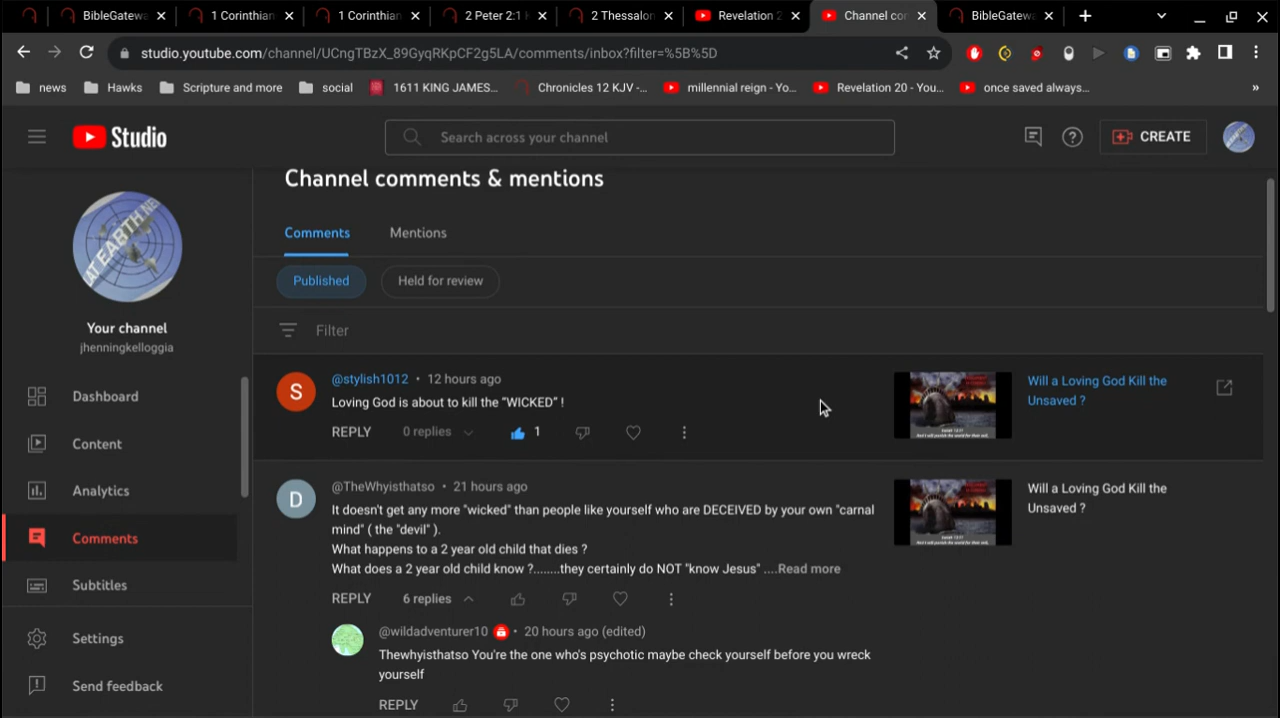 BibleGatewa
1 Corinthian
1 Corinthian
2 Peter 2:1
2 Thessalon
Revelation 2
Channel co
BibleGatewa
studio.youtube.com/channel/UCngTBzX_89GyqRKpCF2g5LA/comments/inbox?filter=%5B%5D
news
Hawks
Scripture and more
social
1611 KING JAMES...
Chronicles 12 KJV -...
millennial reign - Yo...
Revelation 20 - You...
once saved always...
Studio
Search across your channel
CREATE
Channel comments & mentions
Comments
Mentions
Published
Held for review
Filter
LAT EARTH NE
Your channel
jhenningkelloggia
Dashboard
Content
Analytics
Comments
Subtitles
Settings
Send feedback
S
@stylish1012 • 12 hours ago
Loving God is about to kill the “WICKED” !
REPLY
0 replies
1
Will a Loving God Kill the
Unsaved ?
D
@TheWhyisthatso • 21 hours ago
It doesn't get any more "wicked" than people like yourself who are DECEIVED by your own "carnal
mind" ( the "devil" ).
What happens to a 2 year old child that dies ?
What does a 2 year old child know ?........they certainly do NOT "know Jesus" ....Read more
REPLY
6 replies
Will a Loving God Kill the
Unsaved ?
@wildadventurer10 • 20 hours ago (edited)
Thewhyisthatso You're the one who's psychotic maybe check yourself before you wreck
yourself
REPLY